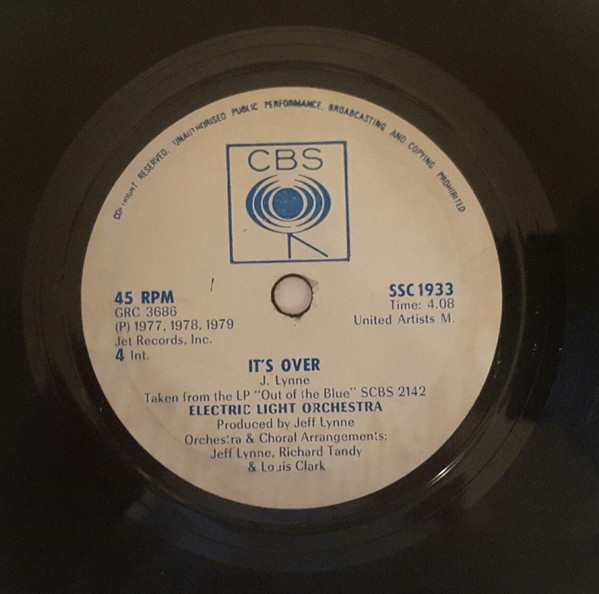 COPYRIGHT RESERVED. UNAUTHORISED PUBLIC PERFORMANCE, BROADCASTING AND COPYING PROHIBITED
CBS
45 RPM
GRC 3686
(P) 1977, 1978, 1979
Jet Records, Inc.
4 Int.
SSC 1933
Time: 4.08
United Artists M.
IT'S OVER
J. Lynne
Taken from the LP "Out of the Blue" SCBS 2142
ELECTRIC LIGHT ORCHESTRA
Produced by Jeff Lynne
Orchestra & Choral Arrangements:
Jeff Lynne, Richard Tandy
& Louis Clark